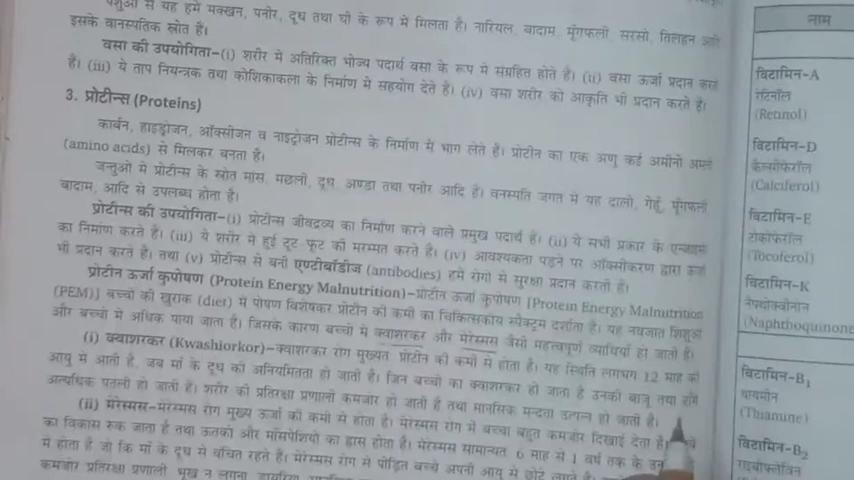 पशुओं से यह हमें मक्खन, पनीर, दूध तथा घी के रूप में मिलता है। नारियल, बादाम, मूँगफली, सरसो, तिलहन आदि
इसके वानस्पतिक स्रोत हैं।
वसा की उपयोगिता–(i) शरीर में अतिरिक्त भोज्य पदार्थ वसा के रूप में संग्रहित होते हैं। (ii) वसा ऊर्जा प्रदान करते
हैं। (iii) ये ताप नियन्त्रक तथा कोशिकाकला के निर्माण में सहयोग देते हैं। (iv) वसा शरीर को आकृति भी प्रदान करते हैं।
3. प्रोटीन्स (Proteins)
कार्बन, हाइड्रोजन, ऑक्सीजन व नाइट्रोजन प्रोटीन्स के निर्माण में भाग लेते हैं। प्रोटीन का एक अणु कई अमीनो अम्ल
(amino acids) से मिलकर बनता है।
जन्तुओं में प्रोटीन्स के स्रोत मांस, मछली, दूध, अण्डा तथा पनीर आदि हैं। वनस्पति जगत में यह दालों, गेहूँ, मूँगफली
बादाम, आदि से उपलब्ध होता है।
प्रोटीन्स की उपयोगिता–(i) प्रोटीन्स जीवद्रव्य का निर्माण करने वाले प्रमुख पदार्थ हैं। (ii) ये सभी प्रकार के एन्जाइम
का निर्माण करते हैं। (iii) ये शरीर में हुई टूट-फूट की मरम्मत करते हैं। (iv) आवश्यकता पड़ने पर ऑक्सीकरण द्वारा ऊर्जा
भी प्रदान करते हैं। तथा (v) प्रोटीन्स से बनी एण्टीबॉडीज (antibodies) हमें रोगों से सुरक्षा प्रदान करती हैं।
प्रोटीन ऊर्जा कुपोषण (Protein Energy Malnutrition)–प्रोटीन ऊर्जा कुपोषण [Protein Energy Malnutrition
(PEM)] बच्चों की खुराक (diet) में पोषण विशेषकर प्रोटीन की कमी का चिकित्सकीय स्पैक्ट्रम दर्शाता है। यह नवजात शिशुओं
और बच्चों में अधिक पाया जाता है। जिसके कारण बच्चों में क्वाशरकर और मेरेस्मस जैसी महत्त्वपूर्ण व्याधियाँ हो जाती हैं।
(i) क्वाशरकर (Kwashiorkor)–क्वाशरकर रोग मुख्यत प्रोटीन की कमी से होता है। यह स्थिति लगभग 12 माह की
आयु में आती है, जब माँ के दूध की अनियमितता हो जाती है। जिन बच्चों का क्वाशरकर हो जाता है उनकी बाजू तथा टाँगें
अत्यधिक पतली हो जाती हैं। शरीर की प्रतिरक्षा प्रणाली कमजोर हो जाती है तथा मानसिक मन्दता उत्पन्न हो जाती है।
(ii) मेरेस्मस–मेरेस्मस रोग मुख्य ऊर्जा की कमी से होता है। मेरेस्मस रोग में बच्चा बहुत कमजोर दिखाई देता है।
का विकास रुक जाता है तथा ऊतकों और माँसपेशियों का ह्रास होता है। मेरेस्मस सामान्यत 6 माह से 1 वर्ष तक के
में होता है जो कि माँ के दूध से वंचित रहते हैं। मेरेस्मस रोग से पीड़ित बच्चे अपनी आयु में छोटे लगते हैं।
कमजोर प्रतिरक्षा प्रणाली, भूख न लगना, डायरिया,
नाम
विटामिन-A
रेटिनॉल
(Retinol)
विटामिन-D
कैल्सीफेरॉल
(Calciferol)
विटामिन-E
टोकोफेरॉल
(Tocoferol)
विटामिन-K
नेफ्थोक्वीनॉन
(Naphthoquinone
विटामिन-B₁
थायमीन
(Thianune)
विटामिन-B₂
राइबोफ्लेविन